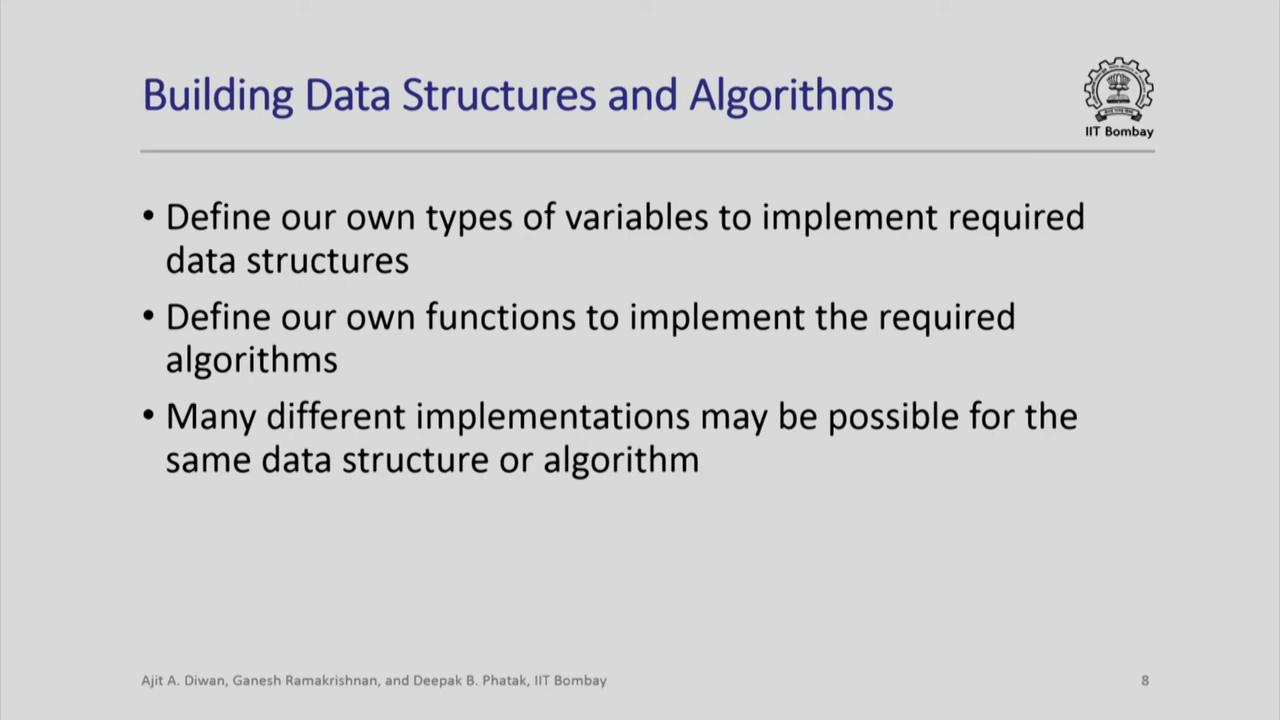 Building Data Structures and Algorithms
IIT Bombay
• Define our own types of variables to implement required
data structures
• Define our own functions to implement the required
algorithms
• Many different implementations may be possible for the
same data structure or algorithm
Ajit A. Diwan, Ganesh Ramakrishnan, and Deepak B. Phatak, IIT Bombay
8